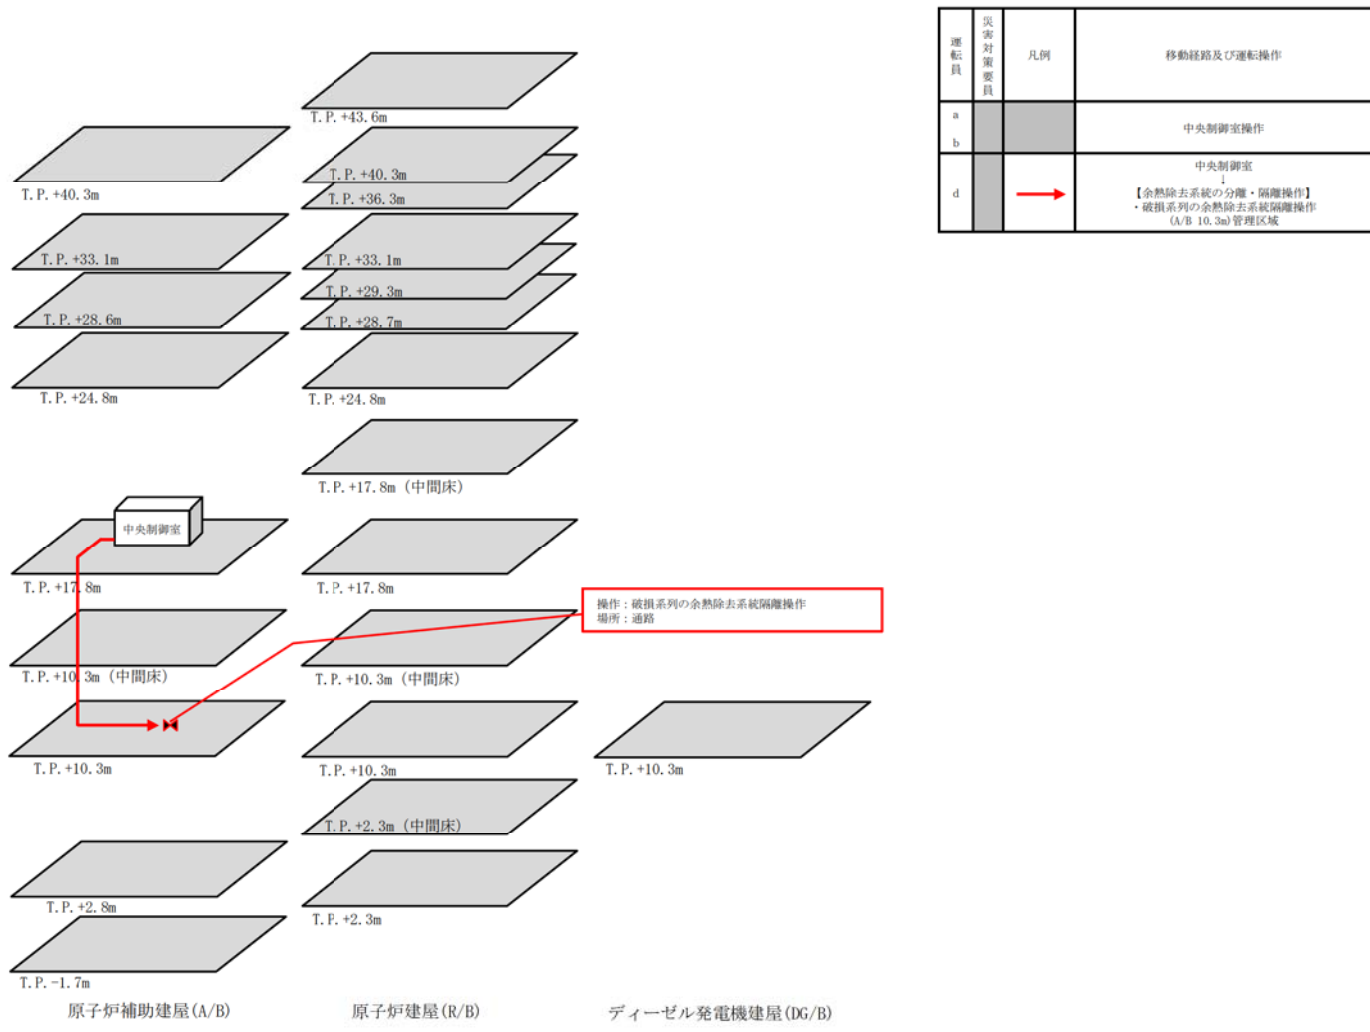 T.P.+43.6m
T.P.+40.3m
T.P.+40.3m
T.P.+36.3m
T.P.+33.1m
T.P.+33.1m
T.P.+29.3m
T.P.+28.6m
T.P.+28.7m
T.P.+24.8m
T.P.+24.8m
T.P.+17.8m（中間床）
中央制御室
T.P.+17.8m
T.P.+17.8m
操作：破損系列の余熱除去系統隔離操作
場所：通路
T.P.+10.3m（中間床）
T.P.+10.3m（中間床）
T.P.+10.3m
T.P.+10.3m
T.P.+10.3m
T.P.+2.3m（中間床）
T.P.+2.8m
T.P.+2.3m
T.P.-1.7m
原子炉補助建屋(A/B)
原子炉建屋(R/B)
ディーゼル発電機建屋(DG/B)
運転員
災害対策要員
凡例
移動経路及び運転操作
a
b
中央制御室操作
d
中央制御室
↓
【余熱除去系統の分離・隔離操作】
・破損系列の余熱除去系統隔離操作
(A/B 10.3m)管理区域